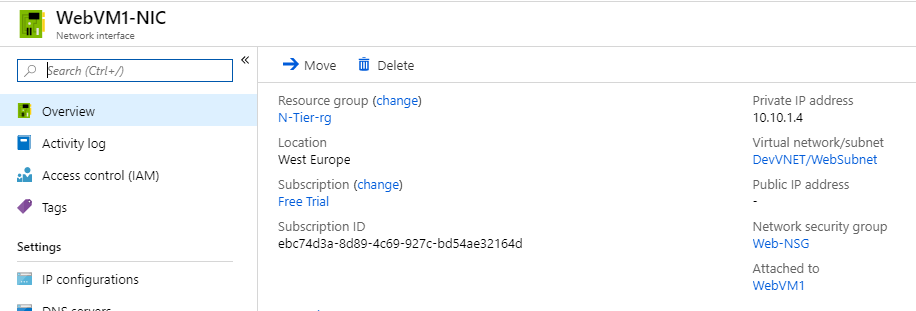 WebVM1-NIC
Network interface
Search (Ctrl+/)
«
Overview
Activity log
Access control (IAM)
Tags
Settings
IP configurations
DNS servers
Move
Delete
Resource group (change)
N-Tier-rg
Location
West Europe
Subscription (change)
Free Trial
Subscription ID
ebc74d3a-8d89-4c69-927c-bd54ae32164d
Private IP address
10.10.1.4
Virtual network/subnet
DevVNET/WebSubnet
Public IP address
-
Network security group
Web-NSG
Attached to
WebVM1